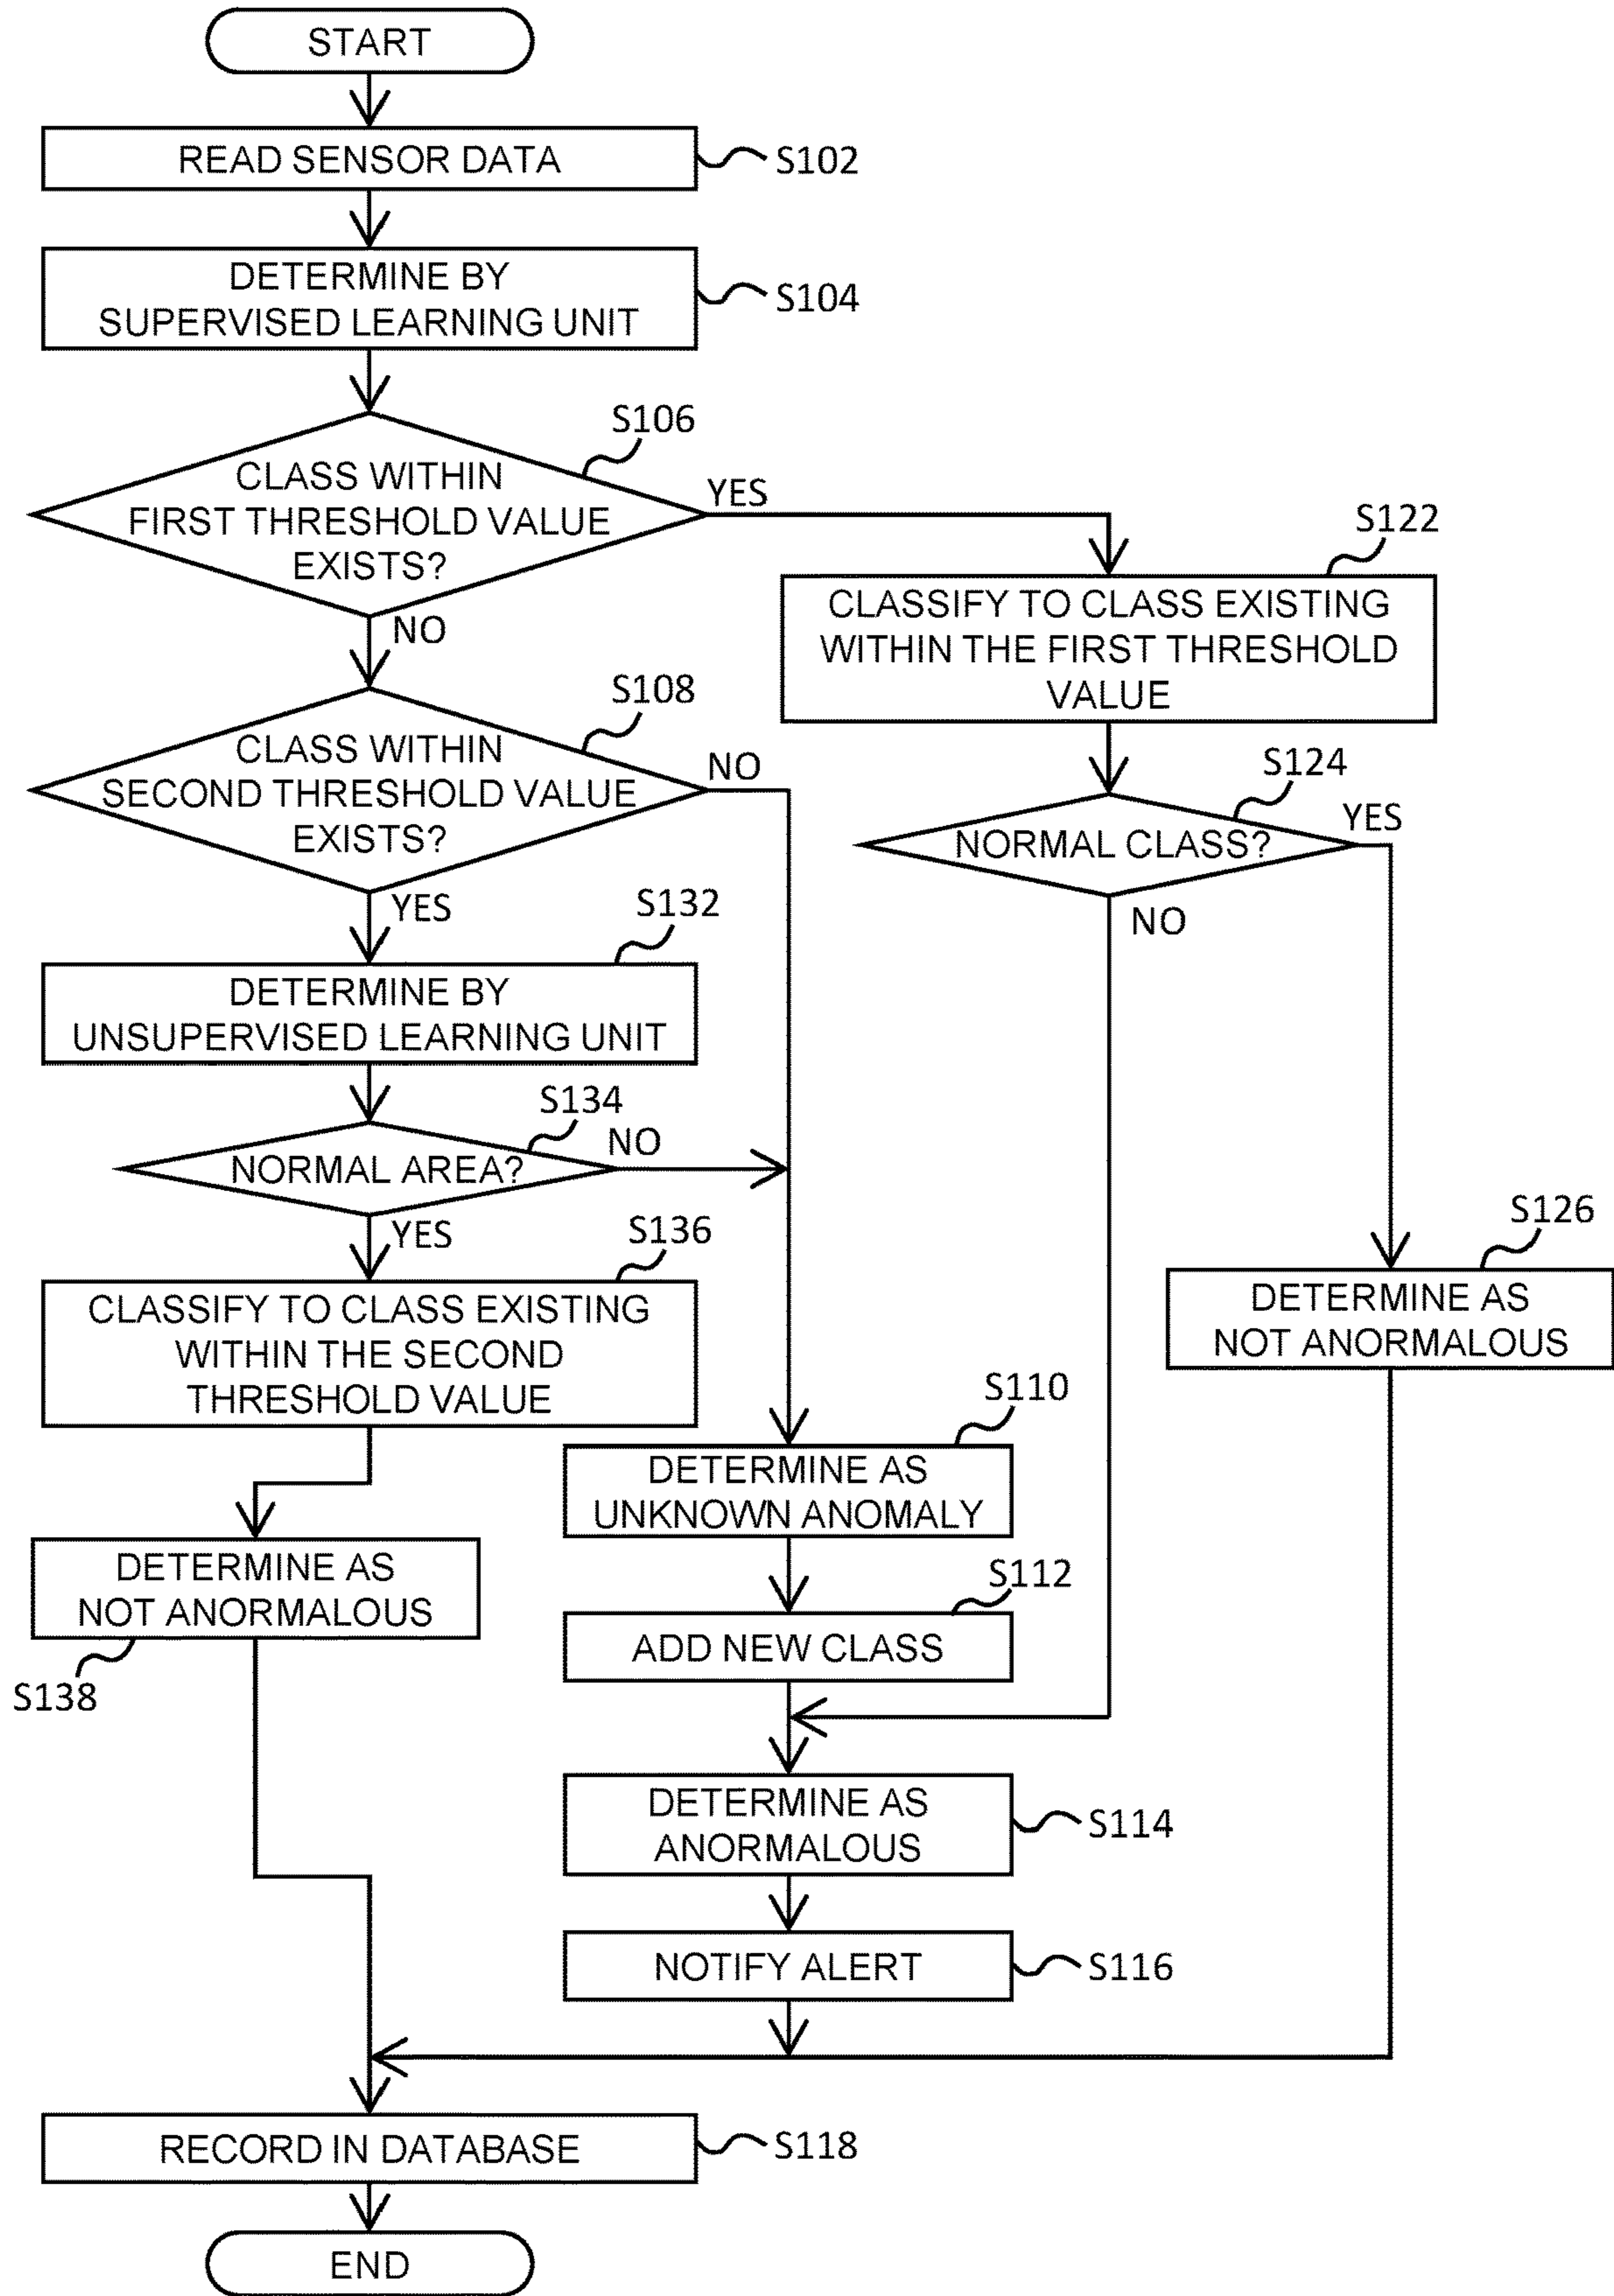 START
READ SENSOR DATA
S102
DETERMINE BY
SUPERVISED LEARNING UNIT
S104
S106
CLASS WITHIN
FIRST THRESHOLD VALUE
EXISTS?
YES
NO
S122
CLASSIFY TO CLASS EXISTING
WITHIN THE FIRST THRESHOLD
VALUE
S108
CLASS WITHIN
SECOND THRESHOLD VALUE
EXISTS?
NO
YES
S124
NORMAL CLASS?
YES
NO
S132
DETERMINE BY
UNSUPERVISED LEARNING UNIT
S134
NORMAL AREA?
NO
YES
S126
DETERMINE AS
NOT ANORMALOUS
S136
CLASSIFY TO CLASS EXISTING
WITHIN THE SECOND
THRESHOLD VALUE
S110
DETERMINE AS
UNKNOWN ANOMALY
DETERMINE AS
NOT ANORMALOUS
S138
S112
ADD NEW CLASS
DETERMINE AS
ANORMALOUS
S114
NOTIFY ALERT
S116
RECORD IN DATABASE
S118
END